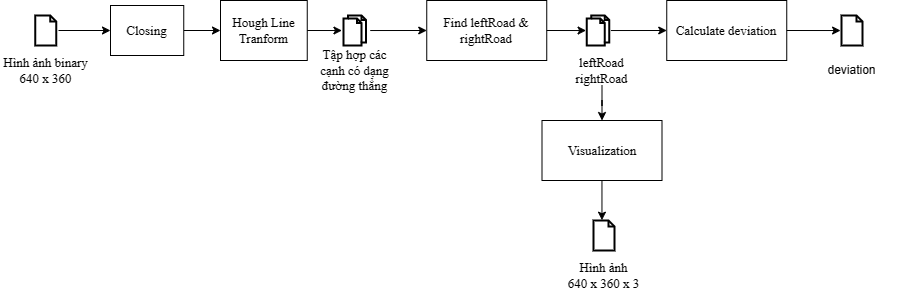 Hình ảnh binary
640 x 360
Closing
Hough Line
Tranform
Tập hợp các
cạnh có dạng
đường thẳng
Find leftRoad &
rightRoad
leftRoad
rightRoad
Calculate deviation
deviation
Visualization
Hình ảnh
640 x 360 x 3